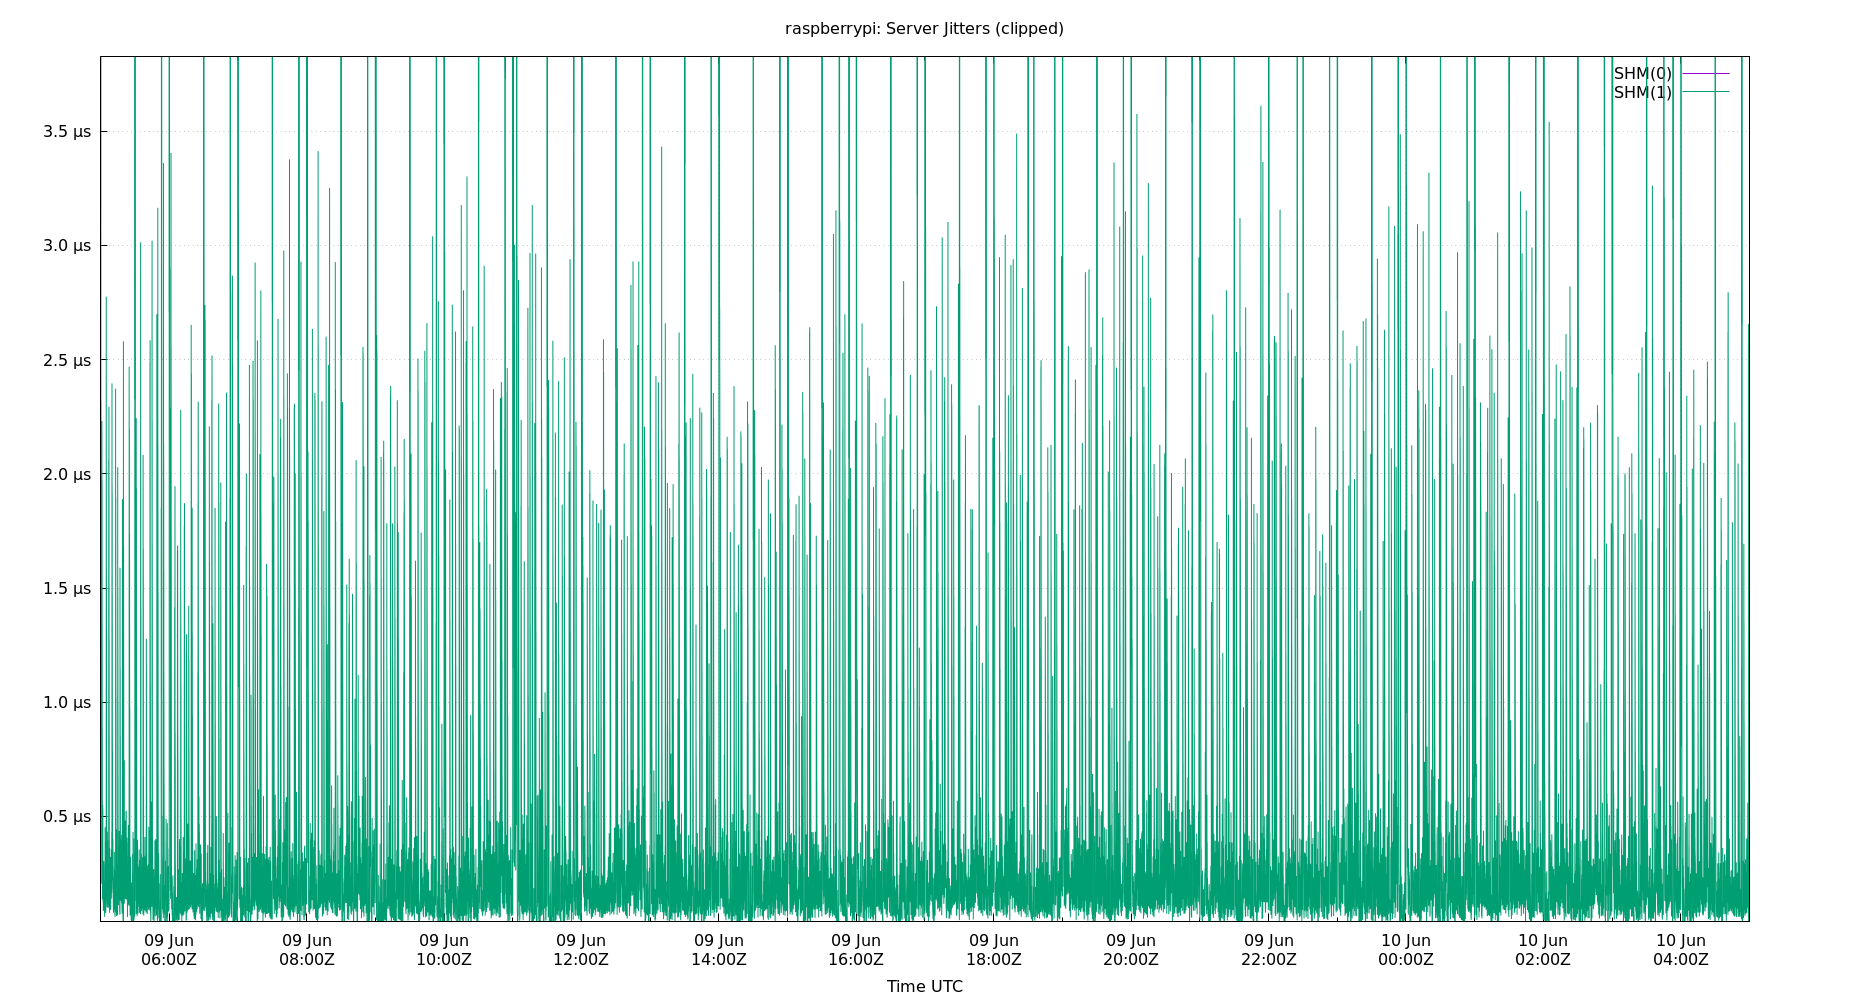 raspberrypi: Server Jitters (clipped)
SHM(0)
SHM(1)
3.5 µs
3.0 µs
2.5 µs
2.0 µs
1.5 µs
1.0 µs
0.5 µs
09 Jun 09 Jun 09 Jun 09 Jun 09 Jun 09 Jun 09 Jun 09 Jun 09 Jun 10 Jun 10 Jun 10 Jun
06:00Z 08:00Z 10:00Z 12:00Z 14:00Z 16:00Z 18:00Z 20:00Z 22:00Z 00:00Z 02:00Z 04:00Z
Time UTC